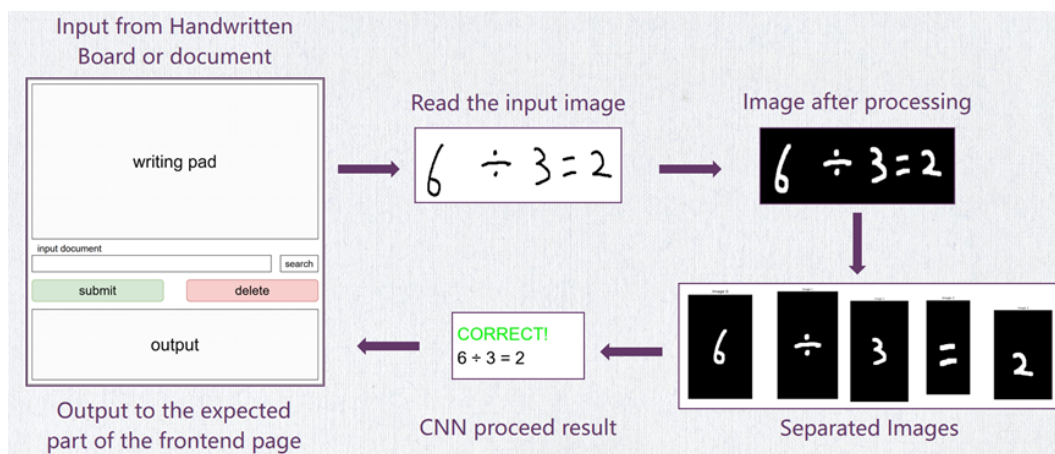 Input from Handwritten
Board or document
writing pad
input document
search
submit
delete
output
Output to the expected
part of the frontend page
Read the input image
6 ÷ 3 = 2
Image after processing
6 ÷ 3 = 2
6 ÷ 3 = 2
Separated Images
CORRECT!
6 ÷ 3 = 2
CNN proceed result